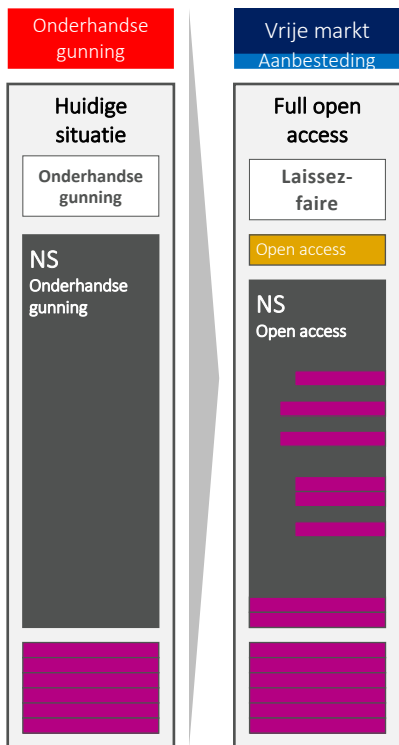 Onderhandse
gunning
Huidige
situatie
Onderhandse
gunning
NS
Onderhandse
gunning
Vrije markt
Aanbesteding
Full open
access
Laissez-
faire
Open access
NS
Open access